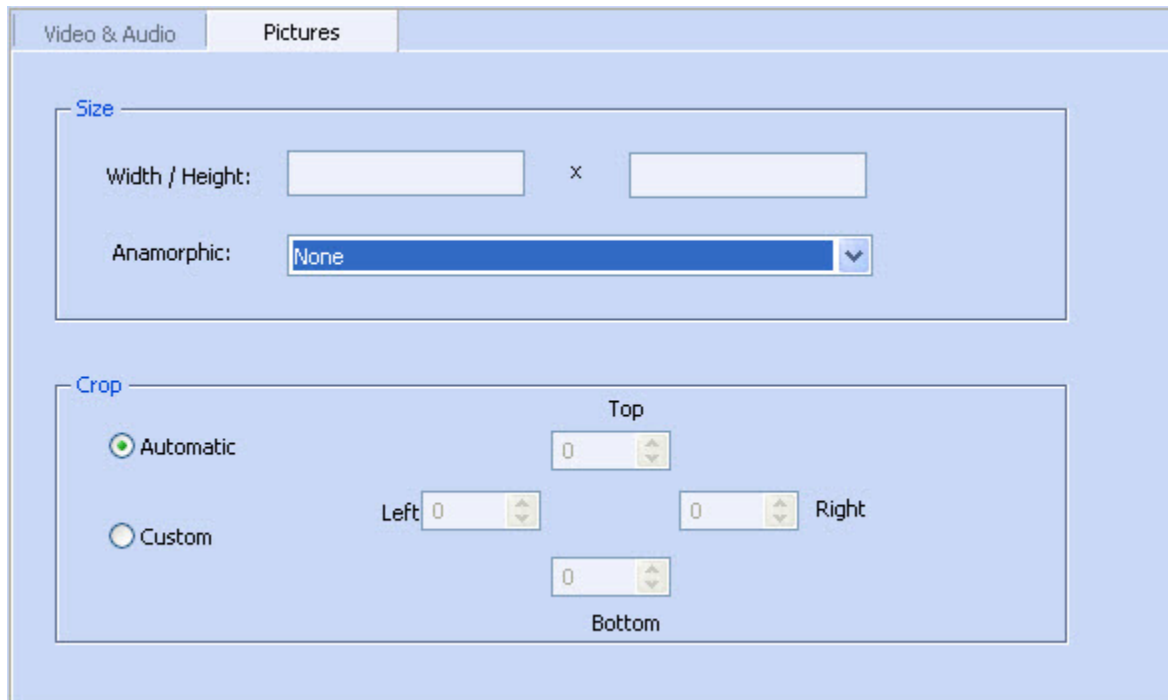 Video & Audio Pictures
Size
Width / Height: x
Anamorphic: None
Crop
Top
Automatic 0
Left 0 0 Right
Custom
0
Bottom